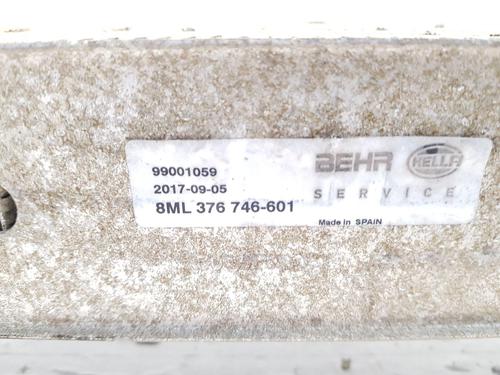 99001059
2017-09-05
8ML 376 746-601
BEHR HELLA
SERVICE
Made in SPAIN